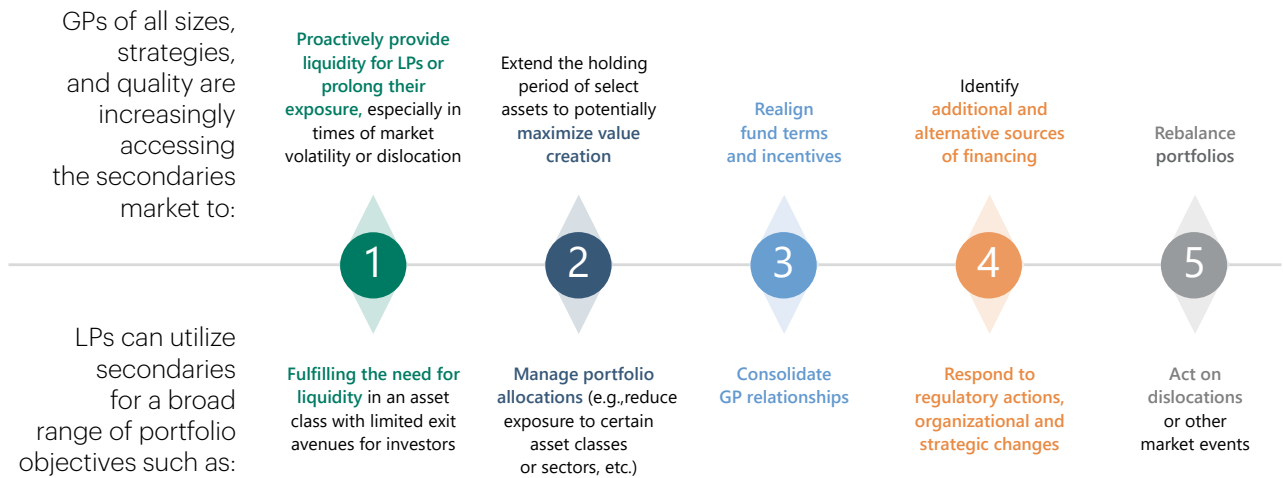 GPs of all sizes,
strategies,
and quality are
increasingly
accessing
the secondaries
market to:
Proactively provide
liquidity for LPs or
prolong their
exposure, especially in
times of market
volatility or dislocation
Extend the holding
period of select
assets to potentially
maximize value
creation
Realign
fund terms
and incentives
Identify
additional and
alternative sources
of financing
Rebalance
portfolios
1
2
3
4
5
LPs can utilize
secondaries
for a broad
range of portfolio
objectives such as:
Fulfilling the need for
liquidity in an asset
class with limited exit
avenues for investors
Manage portfolio
allocations (e.g.,reduce
exposure to certain
asset classes
or sectors, etc.)
Consolidate
GP relationships
Respond to
regulatory actions,
organizational and
strategic changes
Act on
dislocations
or other
market events